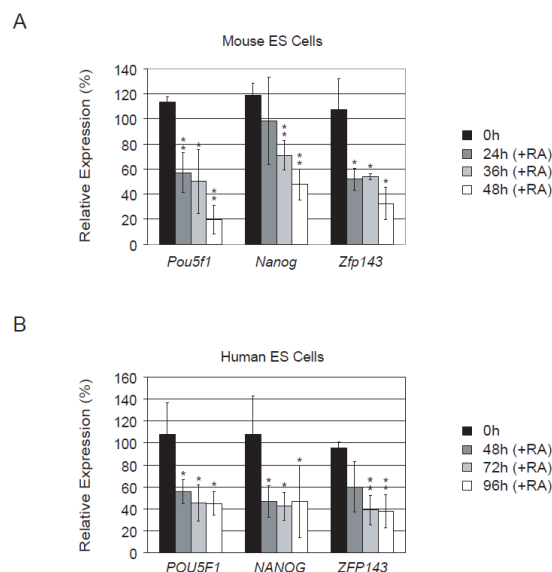 A
Mouse ES Cells
Relative Expression (%)
140
120
100
80
60
40
20
0
* *
*
* *
* *
* *
*
*
*
Pou5f1 Nanog Zfp143
0h
24h (+RA)
36h (+RA)
48h (+RA)
B
Human ES Cells
Relative Expression (%)
160
140
120
100
80
60
40
20
0
*
*
*
*
*
*
* *
* *
POU5F1 NANOG ZFP143
0h
48h (+RA)
72h (+RA)
96h (+RA)